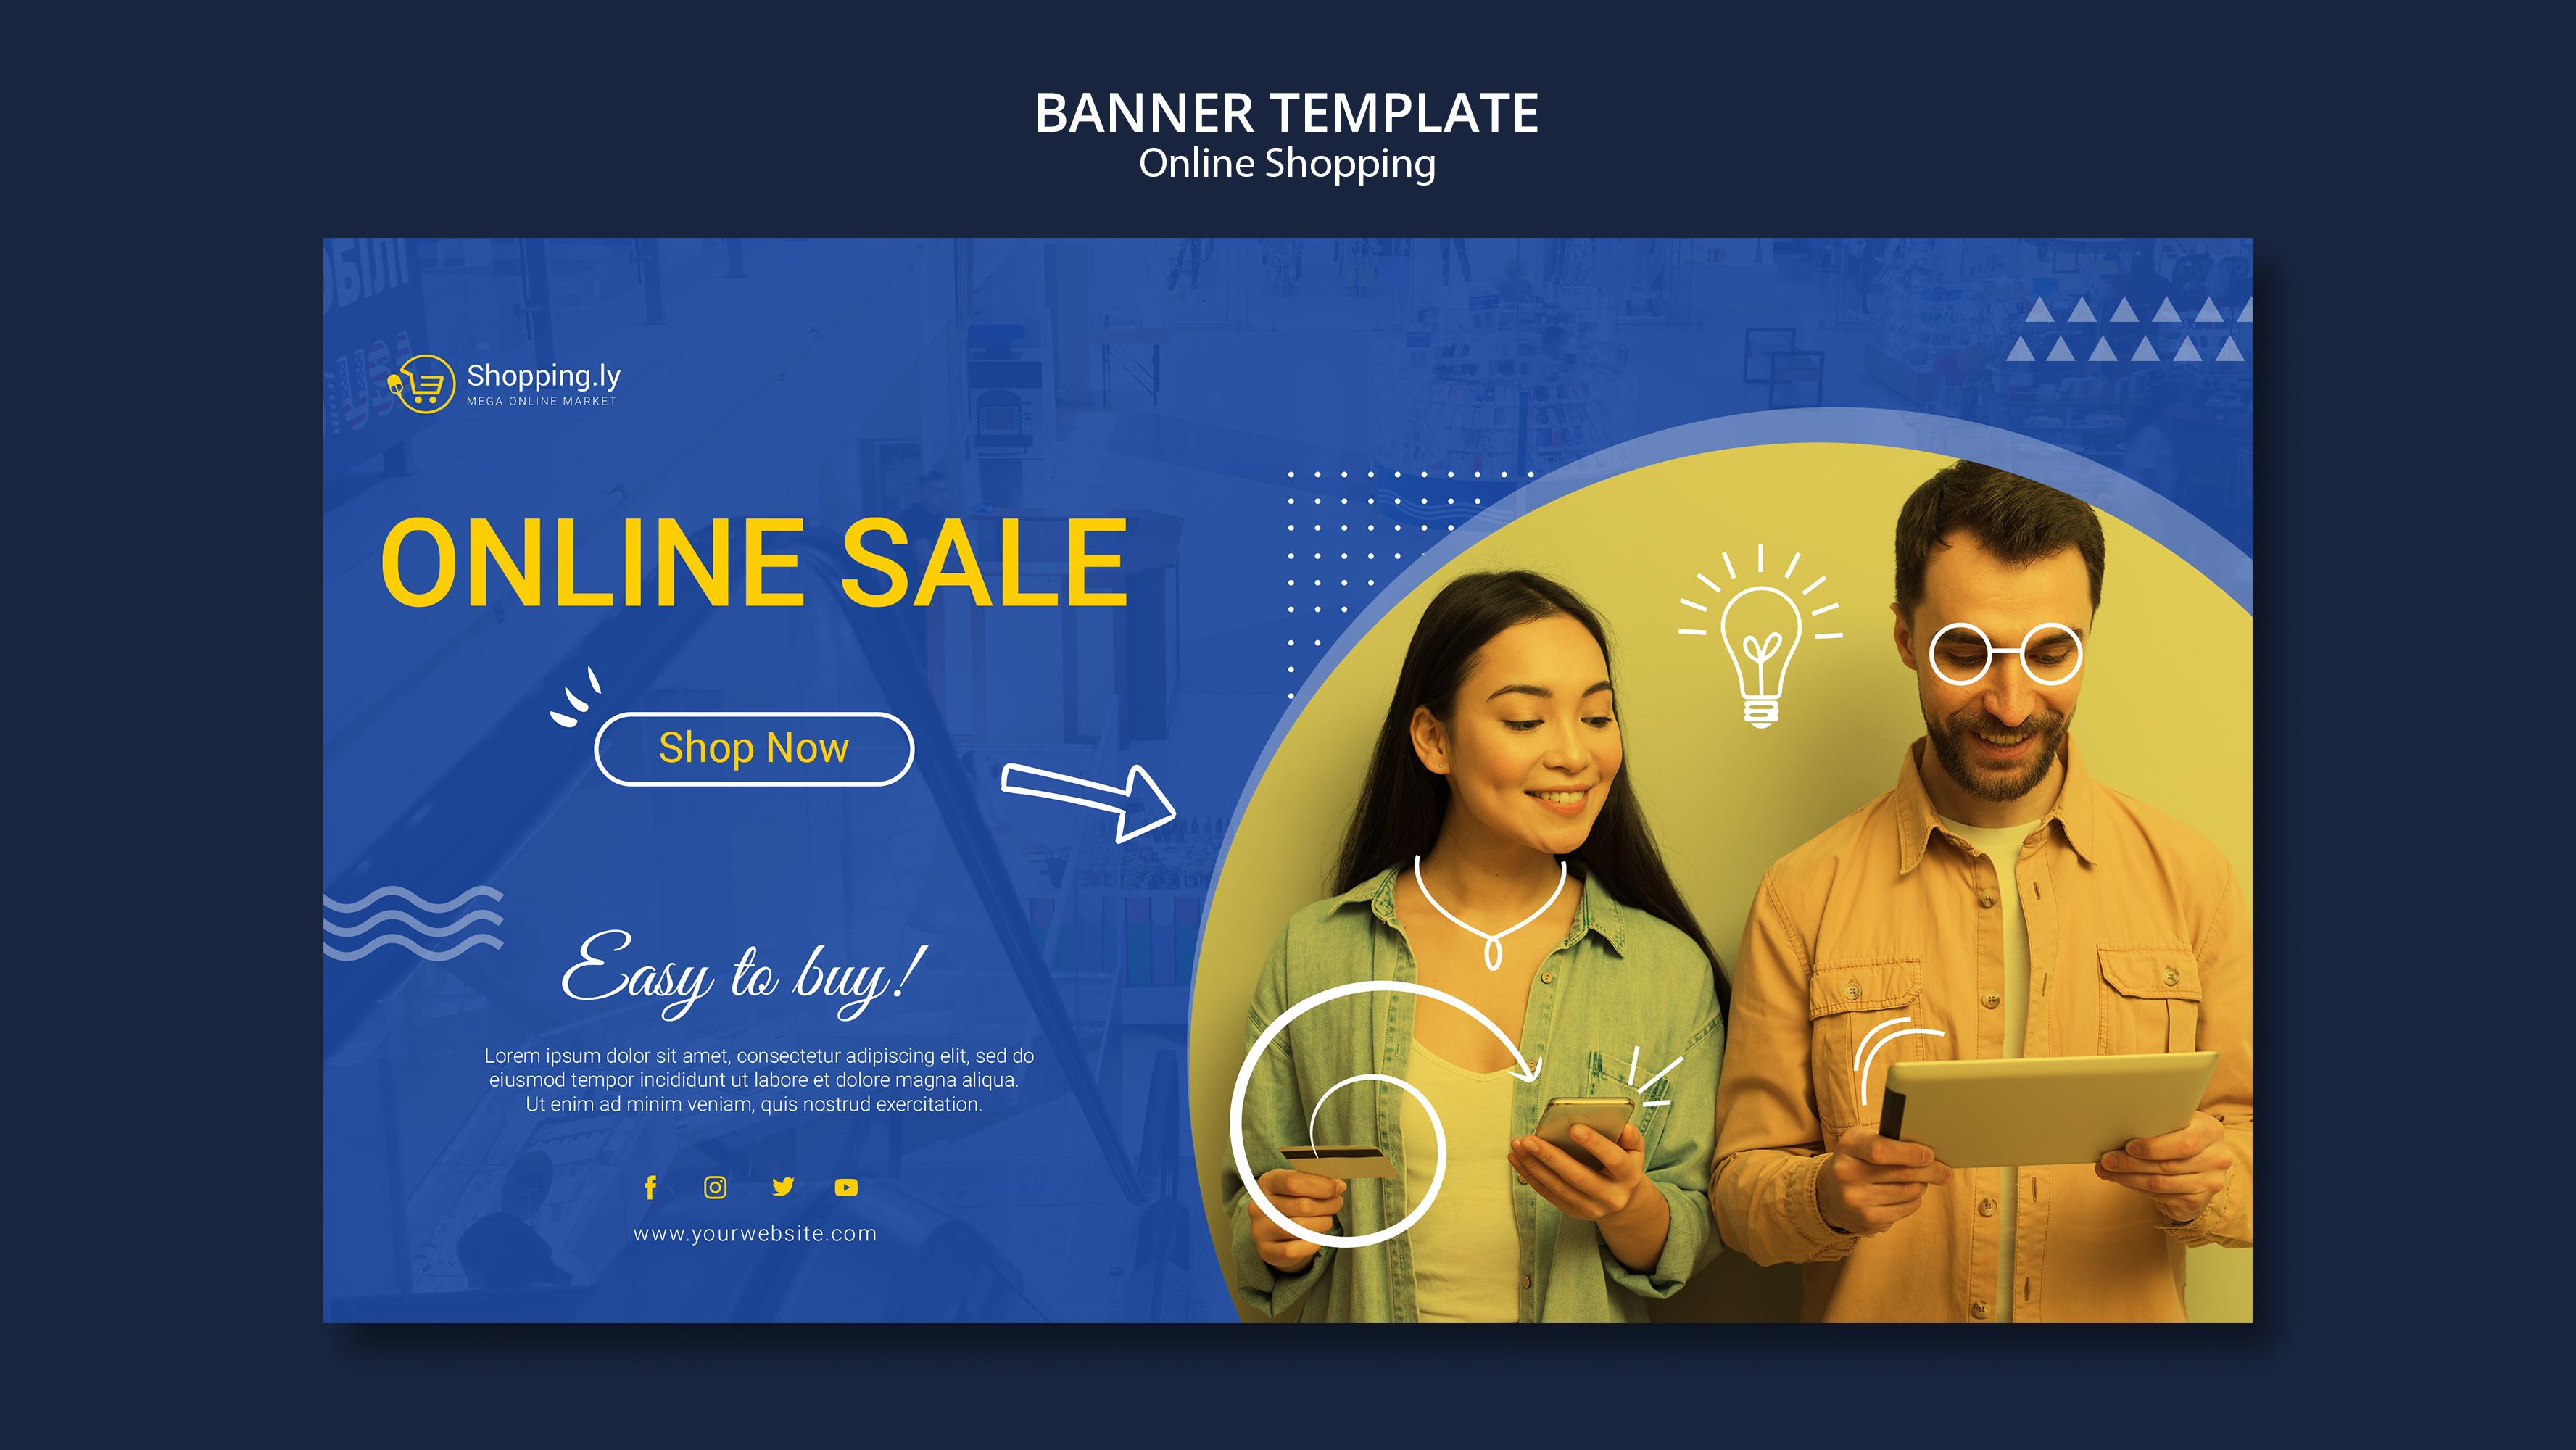 BANNER TEMPLATE
Online Shopping
Shopping.ly
MEGA ONLINE MARKET
ONLINE SALE
Shop Now
Easy to buy!
Lorem ipsum dolor sit amet, consectetur adipiscing elit, sed do
eiusmod tempor incididunt ut labore et dolore magna aliqua.
Ut enim ad minim veniam, quis nostrud exercitation.
www.yourwebsite.com